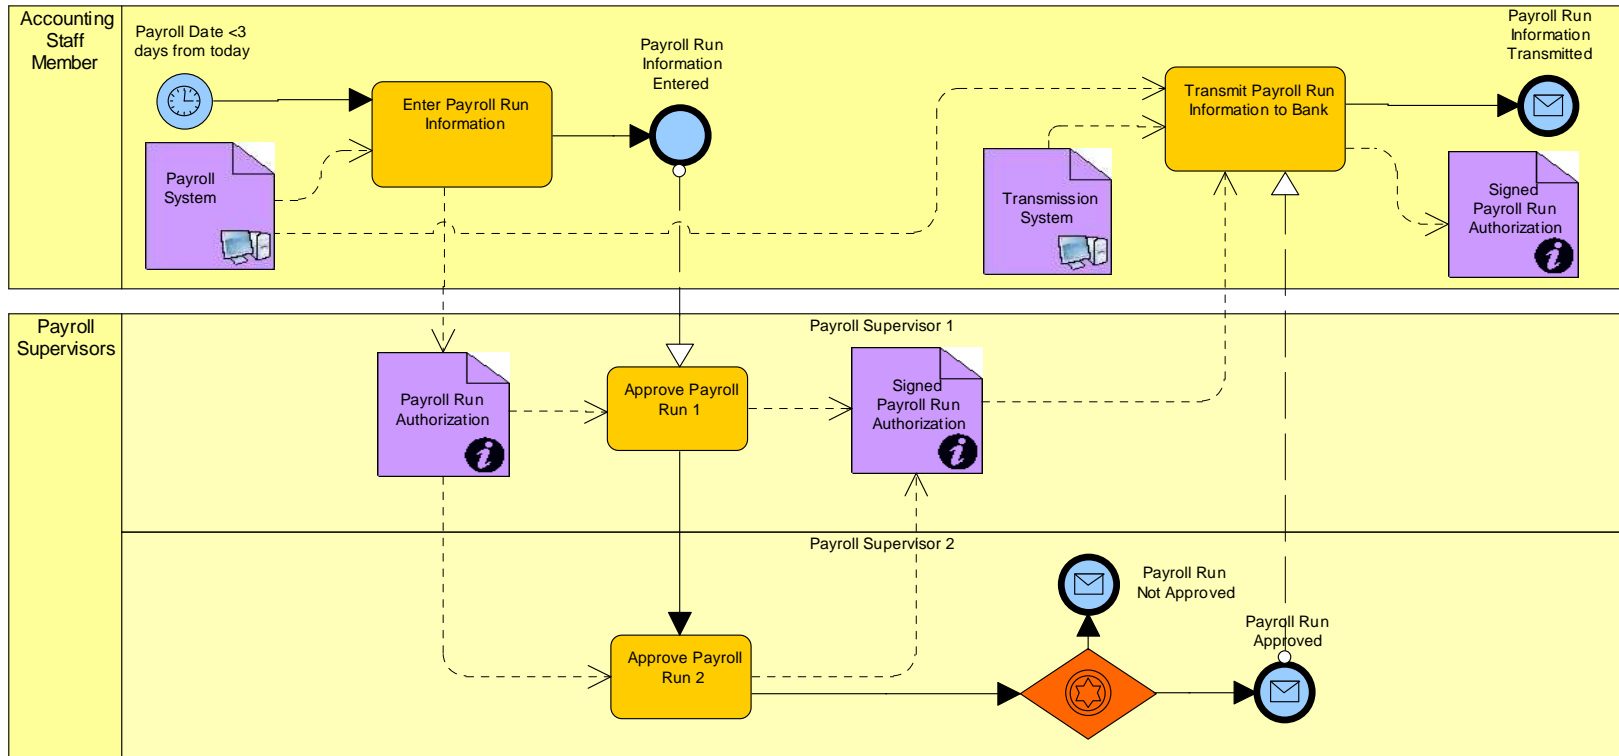 Accounting
Staff
Member
Payroll Date <3
days from today
Enter Payroll Run
Information
Payroll Run
Information
Entered
Transmit Payroll Run
Information to Bank
Payroll Run
Information
Transmitted
Payroll
System
Transmission
System
Signed
Payroll Run
Authorization
Payroll
Supervisors
Payroll Supervisor 1
Payroll Run
Authorization
Approve Payroll
Run 1
Signed
Payroll Run
Authorization
Payroll Supervisor 2
Approve Payroll
Run 2
Payroll Run
Not Approved
Payroll Run
Approved